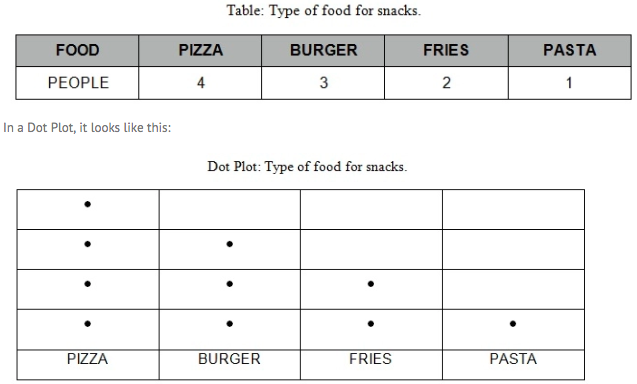 Table: Type of food for snacks.
FOOD PIZZA BURGER FRIES PASTA
PEOPLE 4 3 2 1
In a Dot Plot, it looks like this:
Dot Plot: Type of food for snacks.
PIZZA BURGER FRIES PASTA